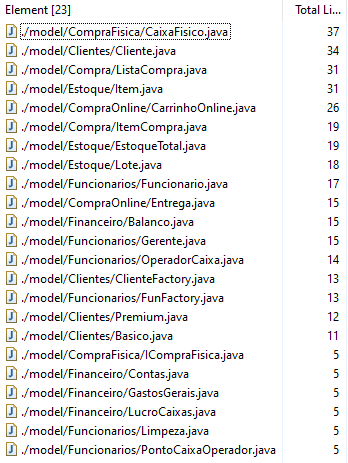 Element [23] Total Li...
./model/CompraFisica/CaixaFisico.java 37
./model/Clientes/Cliente.java 34
./model/Compra/ListaCompra.java 31
./model/Estoque/Item.java 31
./model/CompraOnline/CarrinhoOnline.java 26
./model/Compra/ItemCompra.java 19
./model/Estoque/EstoqueTotal.java 19
./model/Estoque/Lote.java 18
./model/Funcionarios/Funcionario.java 17
./model/CompraOnline/Entrega.java 15
./model/Financeiro/Balanco.java 15
./model/Funcionarios/Gerente.java 15
./model/Funcionarios/OperadorCaixa.java 14
./model/Clientes/ClienteFactory.java 13
./model/Funcionarios/FunFactory.java 13
./model/Clientes/Premium.java 12
./model/Clientes/Basico.java 11
./model/CompraFisica/ICompraFisica.java 5
./model/Financeiro/Contas.java 5
./model/Financeiro/GastosGerais.java 5
./model/Financeiro/LucroCaixas.java 5
./model/Funcionarios/Limpeza.java 5
./model/Funcionarios/PontoCaixaOperador.java 5